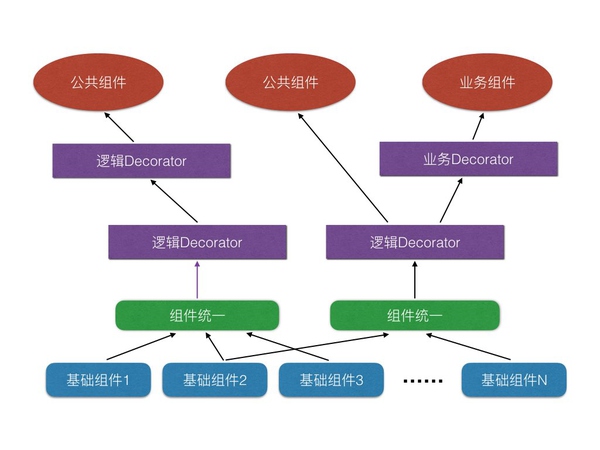 公共组件
公共组件
业务组件
逻辑Decorator
业务Decorator
逻辑Decorator
逻辑Decorator
组件统一
组件统一
基础组件1
基础组件2
基础组件3
······
基础组件N